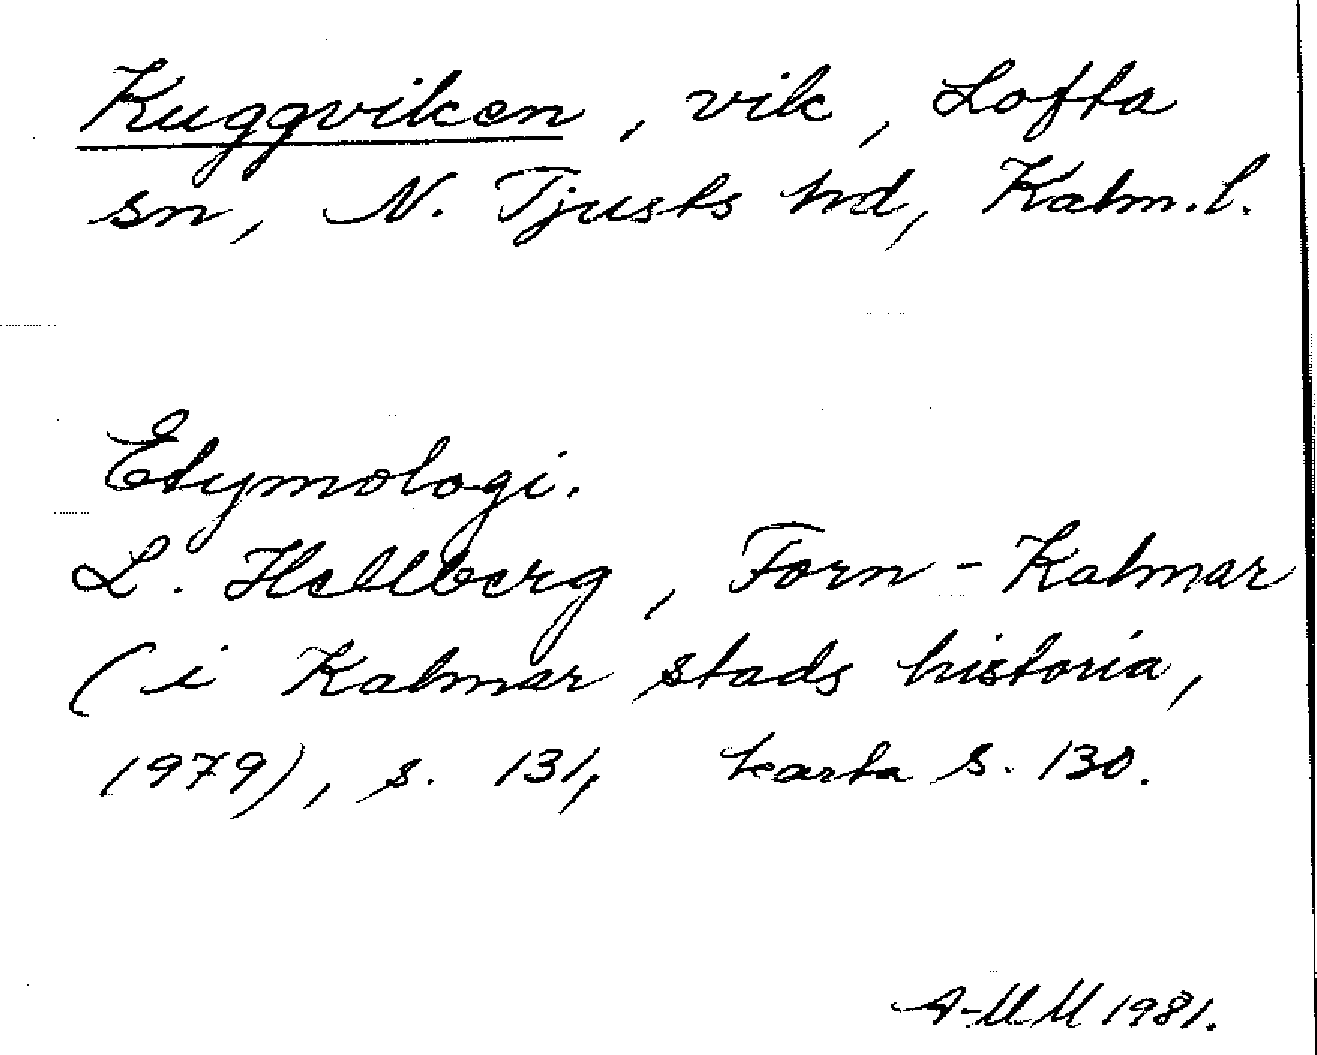 Kuggviken, vik, Lofta
sn, N. Tjusts hd, Kalm.l.
Etymologi.
L. Hellberg, Forn-Kalmar
(i Kalmar stads historia,
1979), s. 131, karta s. 130.
A-MM 1981.